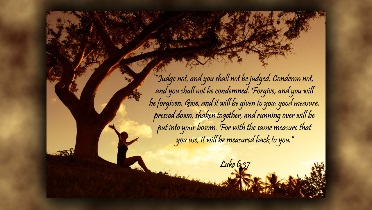 "Judge not, and you shall not be judged. Condemn not,
and you shall not be condemned. Forgive, and you will
be forgiven. Give, and it will be given to you: good measure,
pressed down, shaken together, and running over will be
put into your bosom. For with the same measure that
you use, it will be measured back to you."
Luke 6:37